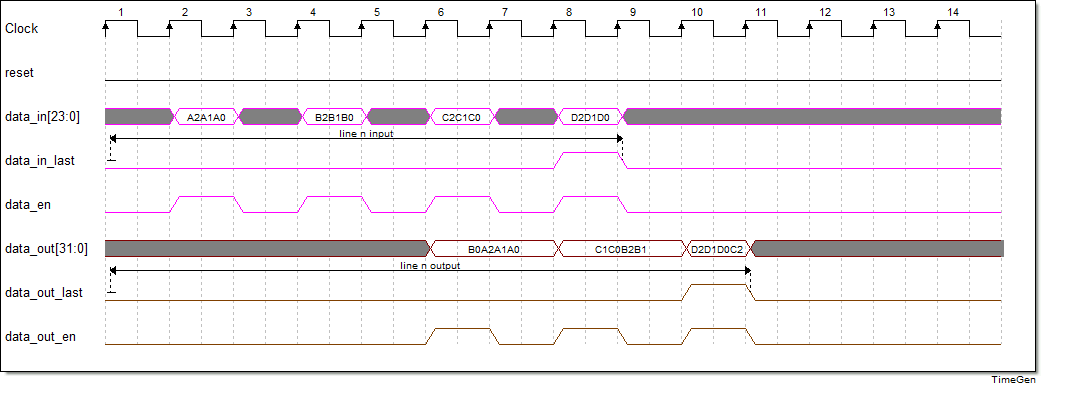 1 2 3 4 5 6 7 8 9 10 11 12 13 14
Clock
reset
data_in[23:0] A2A1A0 B2B1B0 C2C1C0 D2D1D0
line n input
data_in_last
data_en
data_out[31:0] B0A2A1A0 C1C0B2B1 D2D1D0C2
line n output
data_out_last
data_out_en
TimeGen